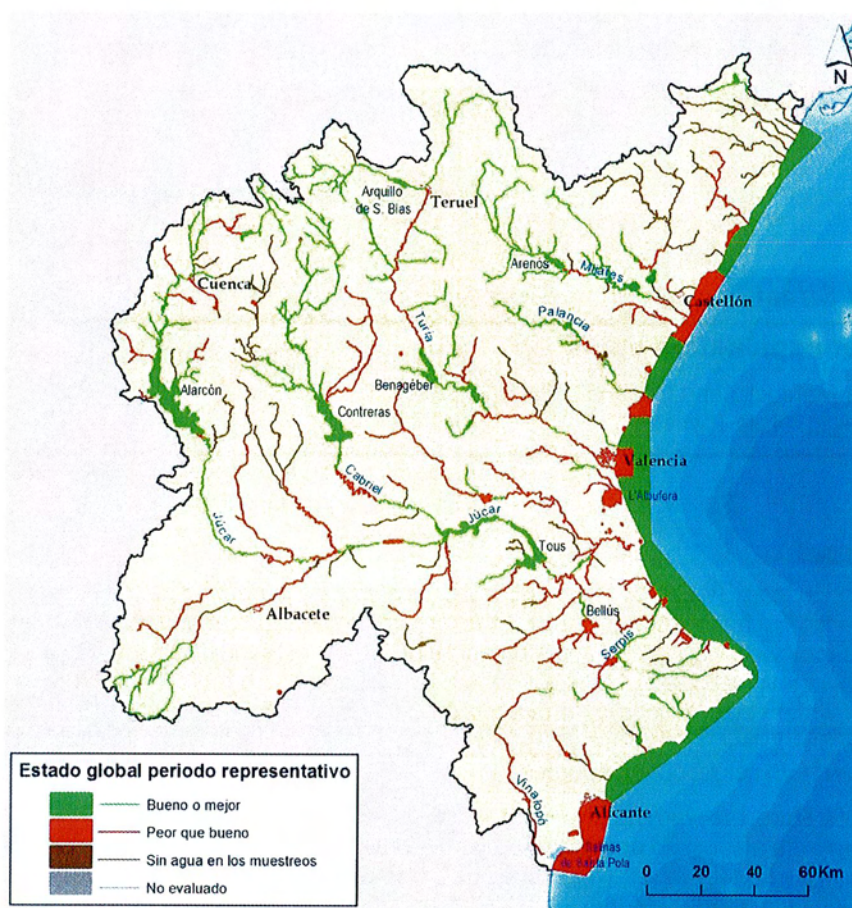 N
Arquillo
de S. Blas
Teruel
Cuenca
Arenós
Mijares
Castellón
Palancia
Turia
Alarcón
Benagéber
Contreras
Valencia
L'Albufera
Cabriel
Júcar
Júcar
Tous
Albacete
Bellús
Serpis
Vinalopó
Alicante
de Santa Pola
Estado global periodo representativo
Bueno o mejor
Peor que bueno
Sin agua en los muestreos
No evaluado
0 20 40 60 Km